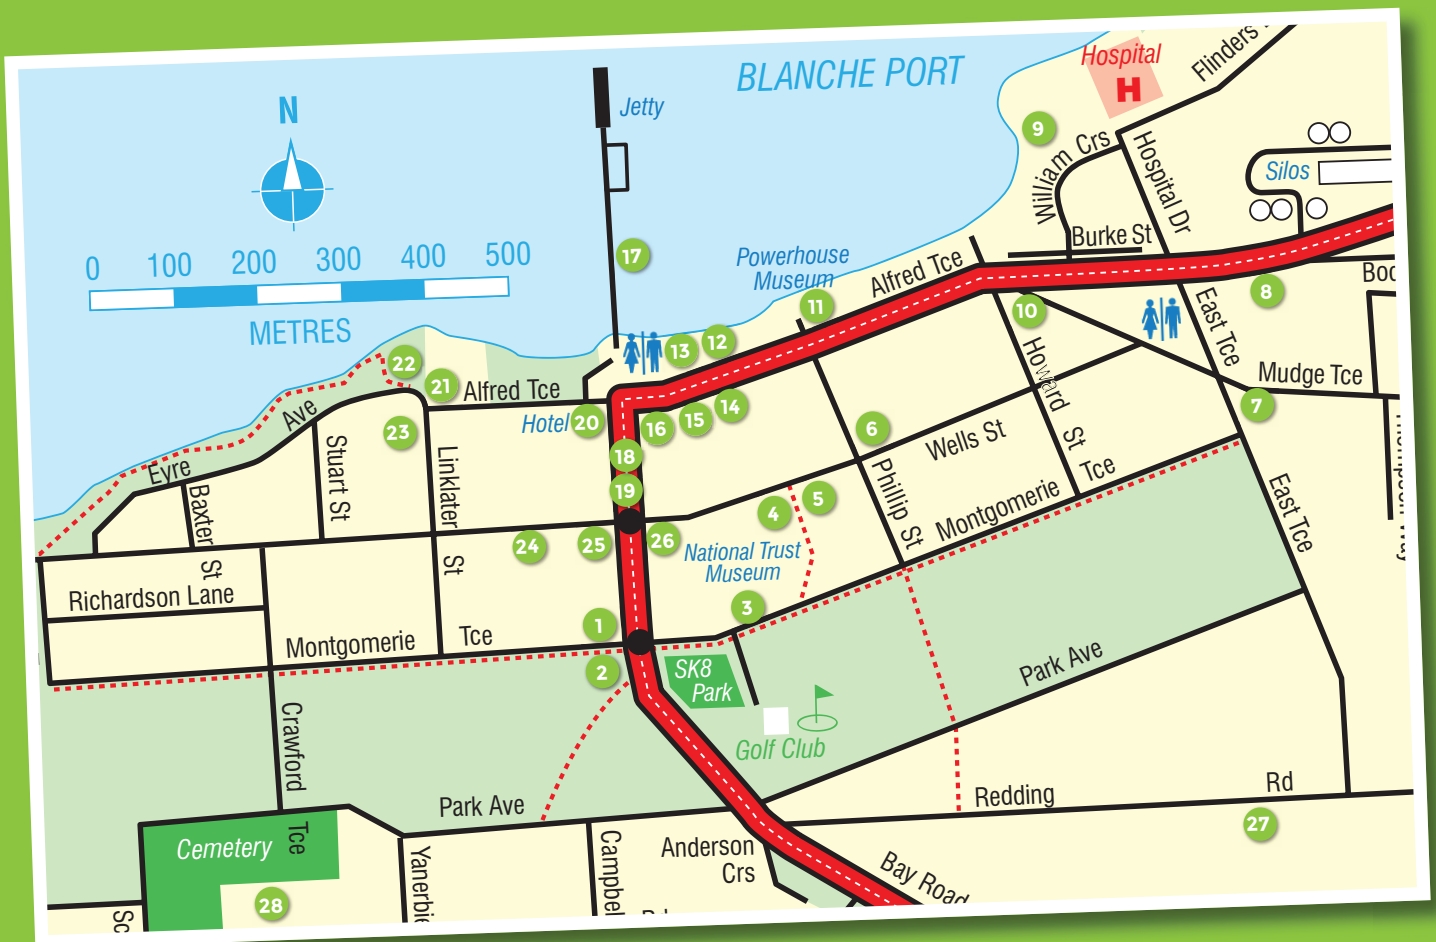 BLANCHE PORT
Hospital
H
Flinders
N
Jetty
9
William Crs
Hospital Dr
Silos
0 100 200 300 400 500
METRES
17
Powerhouse
Museum
Alfred Tce
Burke St
11
10
8
East Tce
22
21
13
12
Alfred Tce
Hotel
20
16
15
14
Howard St
Mudge Tce
7
23
Eyre Ave
Stuart St
Linklater St
Baxter St
18
19
6
Wells St
Phillip St
Montgomerie Tce
East Tce
4
5
24
25
26
National Trust
Museum
Richardson Lane
3
1
Montgomerie Tce
2
SK8
Park
Park Ave
Golf Club
Crawford Tce
Park Ave
Redding Rd
27
Cemetery
Anderson
Crs
Bay Road
28